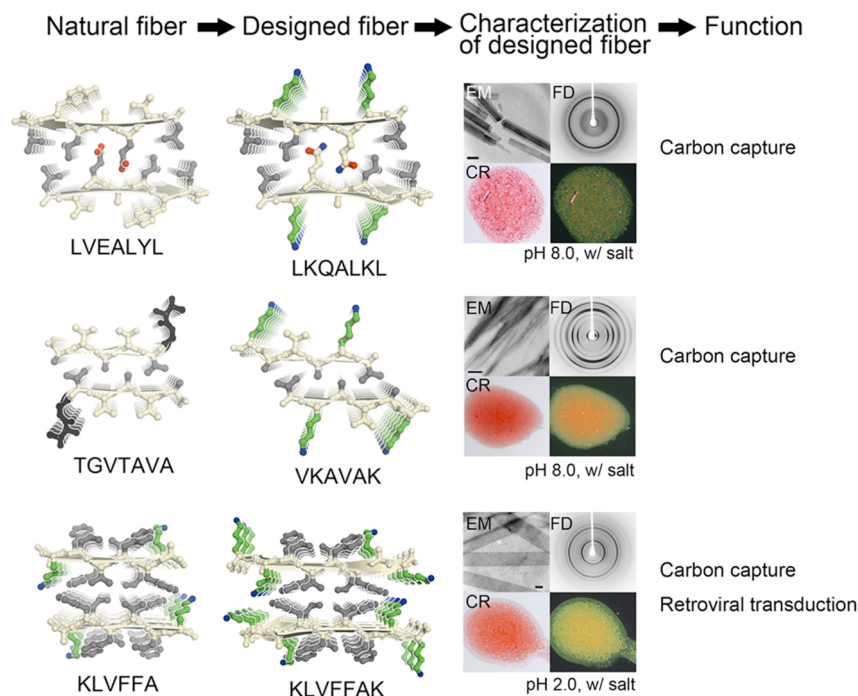 Natural fiber
Designed fiber
Characterization
of designed fiber
Function
LVEALYL
LKQALKL
EM
FD
CR
pH 8.0, w/ salt
Carbon capture
TGVTAVA
VKAVAK
EM
FD
CR
pH 8.0, w/ salt
Carbon capture
KLVFFA
KLVFFAK
EM
FD
CR
pH 2.0, w/ salt
Carbon capture
Retroviral transduction